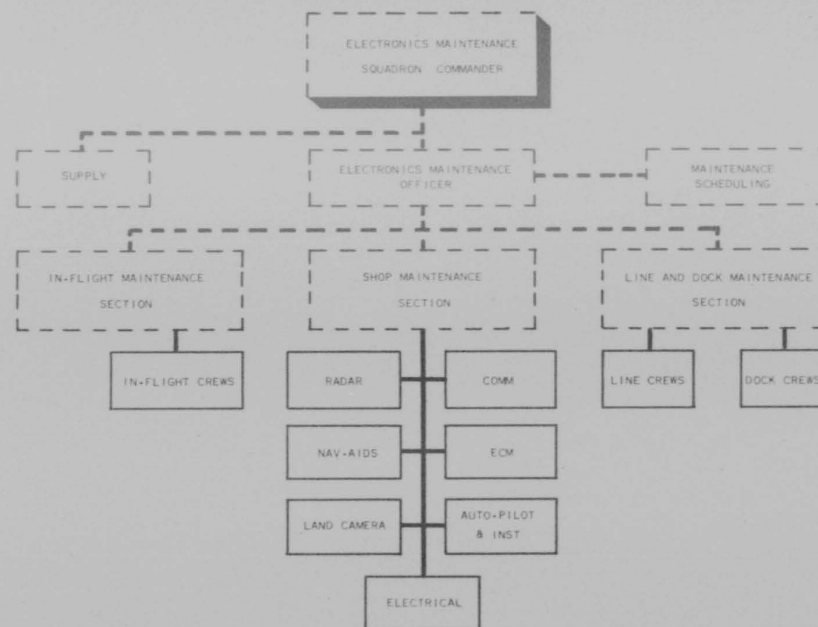 ELECTRONICS MAINTENANCE
SQUADRON COMMANDER
SUPPLY
ELECTRONICS MAINTENANCE
OFFICER
MAINTENANCE
SCHEDULING
IN-FLIGHT MAINTENANCE
SECTION
SHOP MAINTENANCE
SECTION
LINE AND DOCK MAINTENANCE
SECTION
IN-FLIGHT CREWS
RADAR
COMM
LINE CREWS
DOCK CREWS
NAV-AIDS
ECM
LAND CAMERA
AUTO-PILOT
& INST
ELECTRICAL